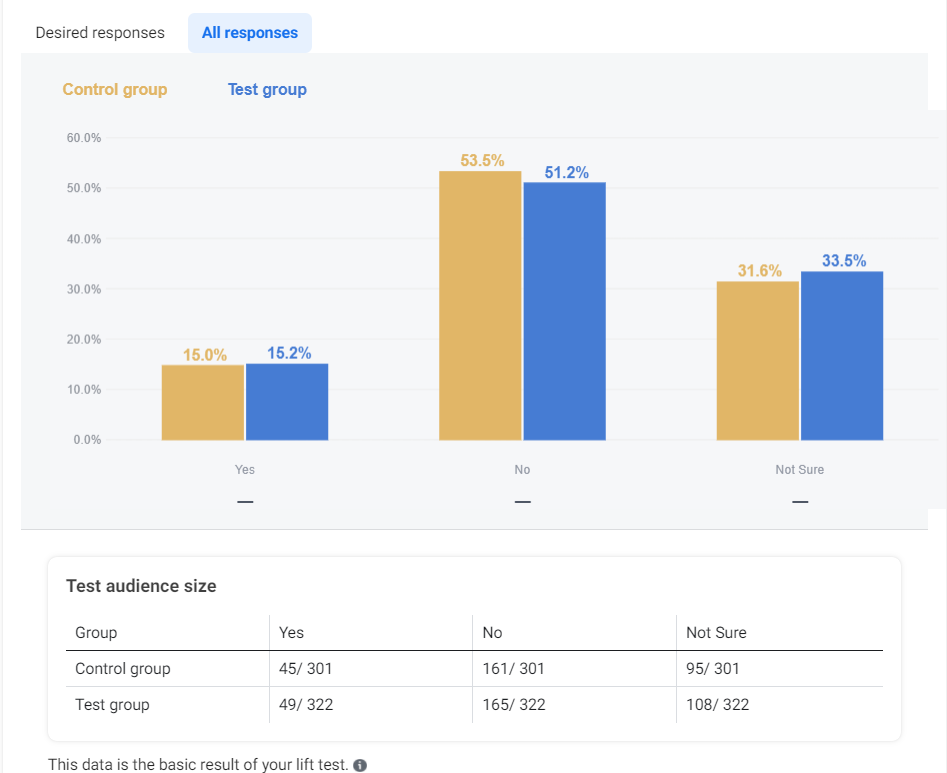 Desired responses All responses
Control group Test group
60.0%
53.5%
51.2%
50.0%
40.0%
31.6%
33.5%
30.0%
20.0%
15.0%
15.2%
10.0%
0.0%
Yes No Not Sure
— — —
Test audience size
Group Yes No Not Sure
Control group 45/ 301 161/ 301 95/ 301
Test group 49/ 322 165/ 322 108/ 322
This data is the basic result of your lift test.